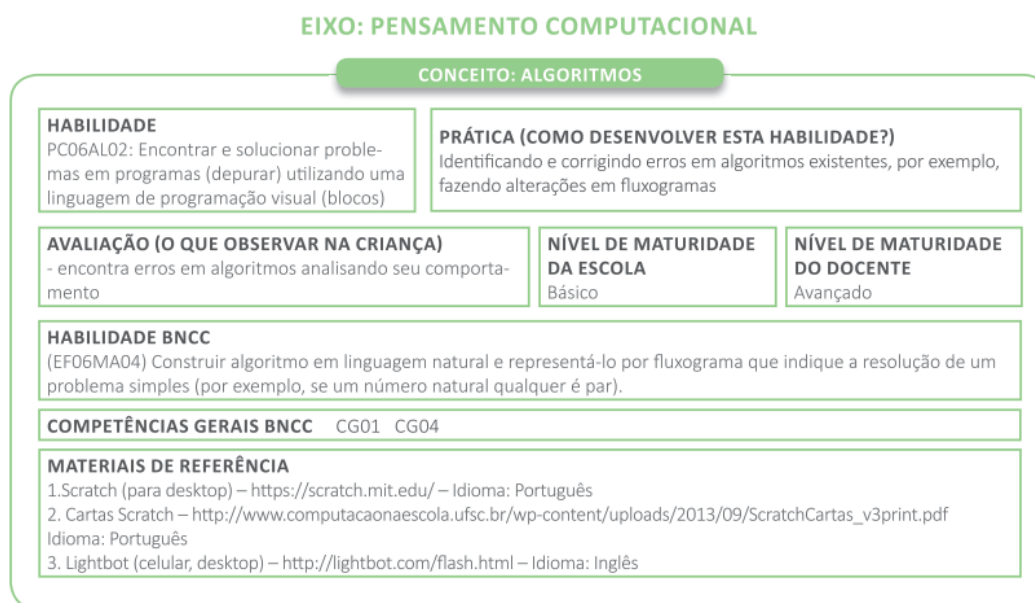 EIXO: PENSAMENTO COMPUTACIONAL
CONCEITO: ALGORITMOS
HABILIDADE
PC06AL02: Encontrar e solucionar proble-
mas em programas (depurar) utilizando uma
linguagem de programação visual (blocos)
PRÁTICA (COMO DESENVOLVER ESTA HABILIDADE?)
Identificando e corrigindo erros em algoritmos existentes, por exemplo,
fazendo alterações em fluxogramas
AVALIAÇÃO (O QUE OBSERVAR NA CRIANÇA)
- encontra erros em algoritmos analisando seu comporta-
mento
NÍVEL DE MATURIDADE
DA ESCOLA
Básico
NÍVEL DE MATURIDADE
DO DOCENTE
Avançado
HABILIDADE BNCC
(EF06MA04) Construir algoritmo em linguagem natural e representá-lo por fluxograma que indique a resolução de um
problema simples (por exemplo, se um número natural qualquer é par).
COMPETÊNCIAS GERAIS BNCC CG01 CG04
MATERIAIS DE REFERÊNCIA
1.Scratch (para desktop) – https://scratch.mit.edu/ – Idioma: Português
2. Cartas Scratch – http://www.computacaonaescola.ufsc.br/wp-content/uploads/2013/09/ScratchCartas_v3print.pdf
Idioma: Português
3. Lightbot (celular, desktop) – http://lightbot.com/flash.html – Idioma: Inglês